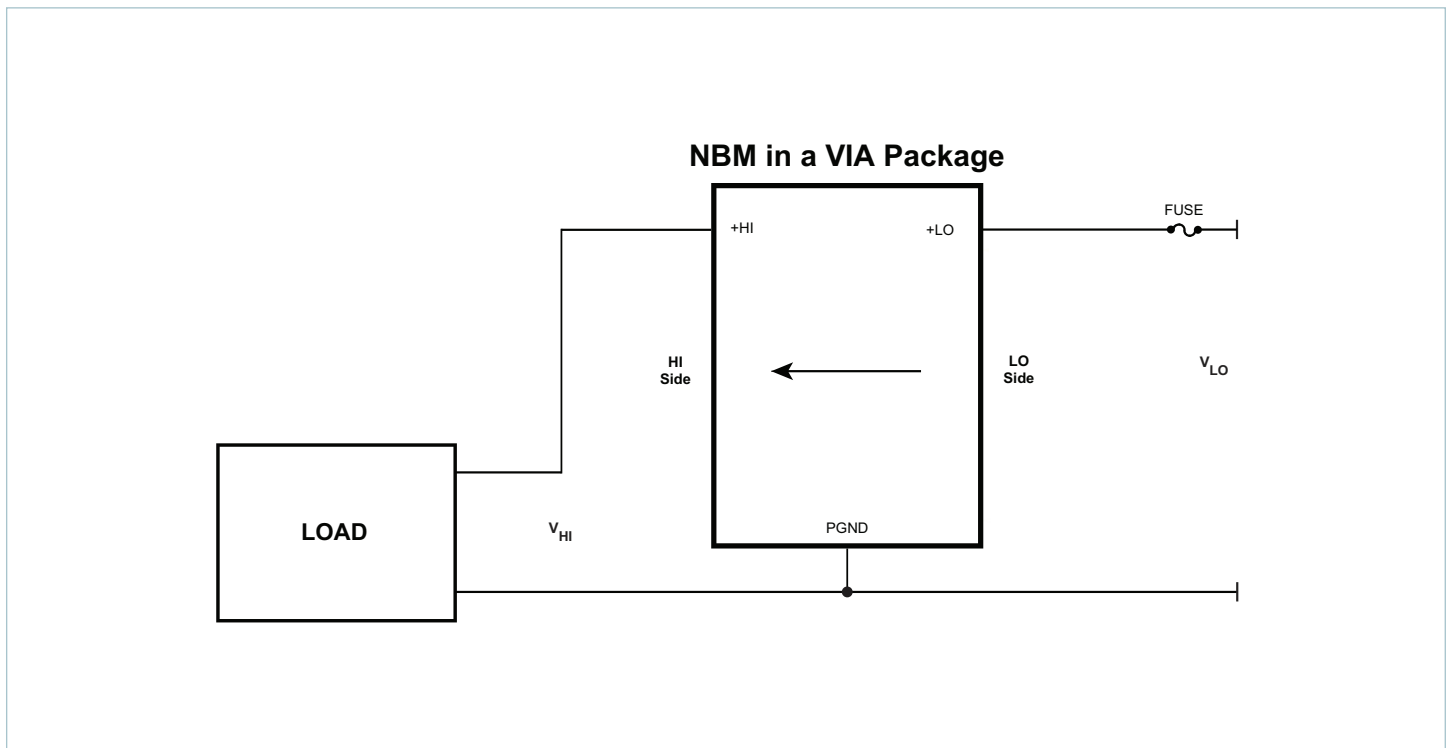 NBM in a VIA Package
FUSE
+HI
+LO
HI
Side
LO
Side
VLO
LOAD
VHI
PGND